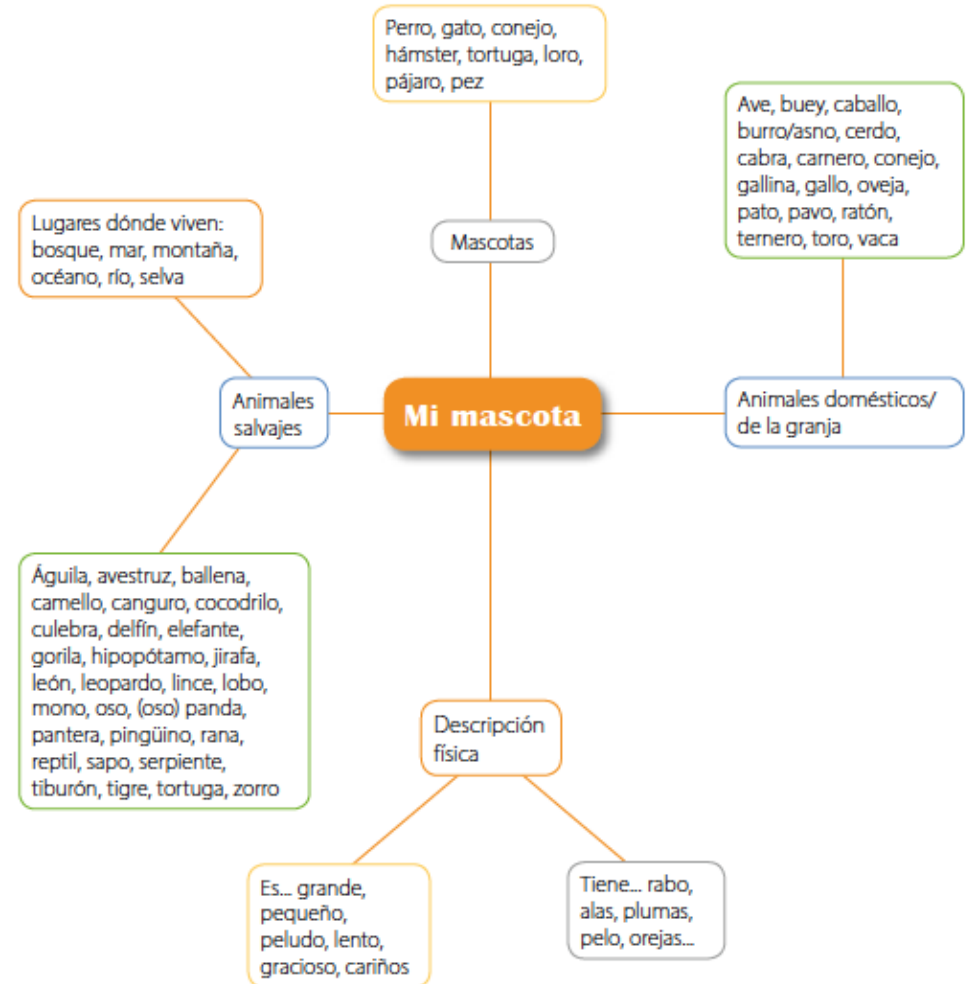 Perro, gato, conejo,
hámster, tortuga, loro,
pájaro, pez
Ave, buey, caballo,
burro/asno, cerdo,
cabra, carnero, conejo,
gallina, gallo, oveja,
pato, pavo, ratón,
ternero, toro, vaca
Lugares dónde viven:
bosque, mar, montaña,
océano, río, selva
Mascotas
Animales
salvajes
Mi mascota
Animales domésticos/
de la granja
Águila, avestruz, ballena,
camello, canguro, cocodrilo,
culebra, delfín, elefante,
gorila, hipopótamo, jirafa,
león, leopardo, lince, lobo,
mono, oso, (oso) panda,
pantera, pingüino, rana,
reptil, sapo, serpiente,
tiburón, tigre, tortuga, zorro
Descripción
física
Es... grande,
pequeño,
peludo, lento,
gracioso, cariños
Tiene... rabo,
alas, plumas,
pelo, orejas...